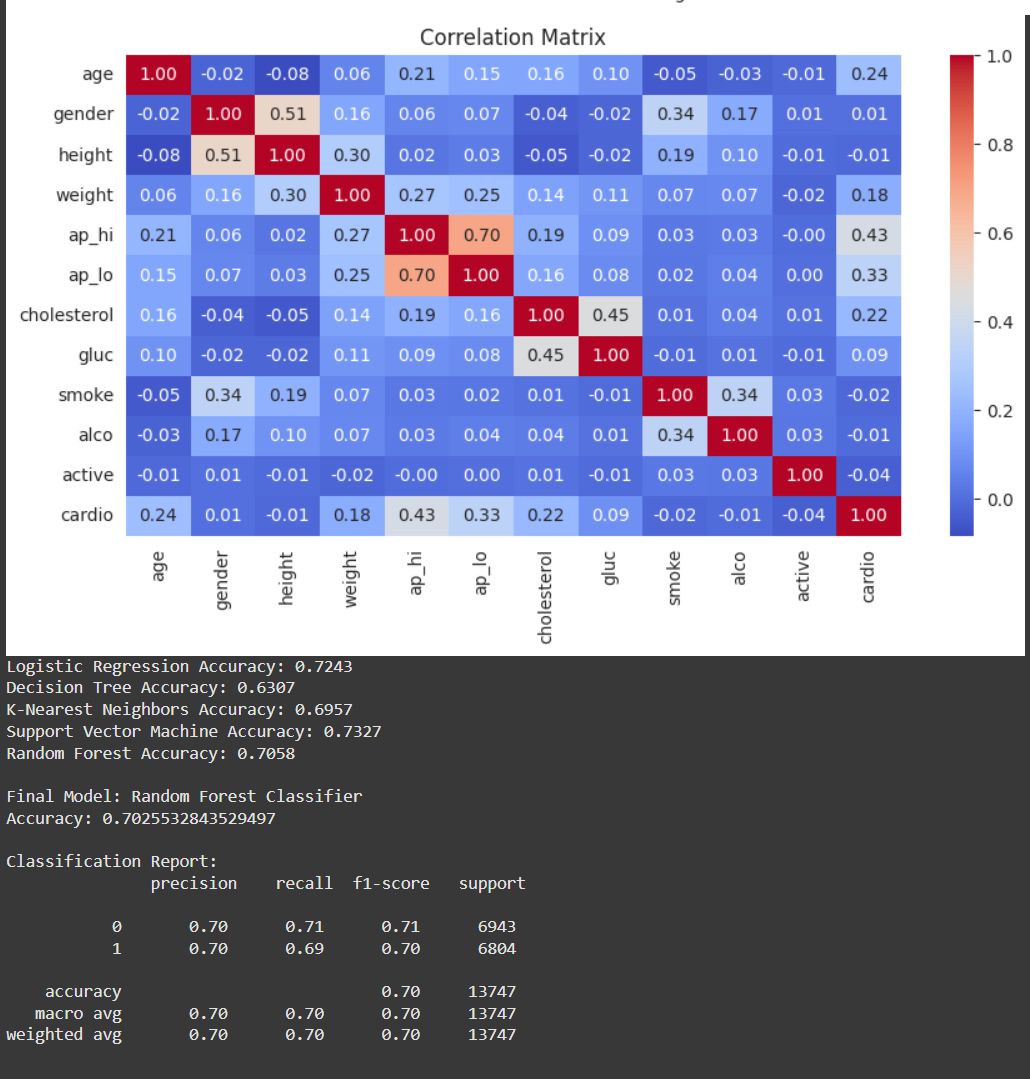 Correlation Matrix
age 1.00 -0.02 -0.08 0.06 0.21 0.15 0.16 0.10 -0.05 -0.03 -0.01 0.24
gender -0.02 1.00 0.51 0.16 0.06 0.07 -0.04 -0.02 0.34 0.17 0.01 0.01
height -0.08 0.51 1.00 0.30 0.02 0.03 -0.05 -0.02 0.19 0.10 -0.01 -0.01
weight 0.06 0.16 0.30 1.00 0.27 0.25 0.14 0.11 0.07 0.07 -0.02 0.18
ap_hi 0.21 0.06 0.02 0.27 1.00 0.70 0.19 0.09 0.03 0.03 -0.00 0.43
ap_lo 0.15 0.07 0.03 0.25 0.70 1.00 0.16 0.08 0.02 0.04 0.00 0.33
cholesterol 0.16 -0.04 -0.05 0.14 0.19 0.16 1.00 0.45 0.01 0.04 0.01 0.22
gluc 0.10 -0.02 -0.02 0.11 0.09 0.08 0.45 1.00 -0.01 0.01 -0.01 0.09
smoke -0.05 0.34 0.19 0.07 0.03 0.02 0.01 -0.01 1.00 0.34 0.03 -0.02
alco -0.03 0.17 0.10 0.07 0.03 0.04 0.04 0.01 0.34 1.00 0.03 -0.01
active -0.01 0.01 -0.01 -0.02 -0.00 0.00 0.01 -0.01 0.03 0.03 1.00 -0.04
cardio 0.24 0.01 -0.01 0.18 0.43 0.33 0.22 0.09 -0.02 -0.01 -0.04 1.00
age gender height weight ap_hi ap_lo cholesterol gluc smoke alco active cardio
1.0
0.8
0.6
0.4
0.2
0.0
Logistic Regression Accuracy: 0.7243
Decision Tree Accuracy: 0.6307
K-Nearest Neighbors Accuracy: 0.6957
Support Vector Machine Accuracy: 0.7327
Random Forest Accuracy: 0.7058
Final Model: Random Forest Classifier
Accuracy: 0.7025532843529497
Classification Report:
precision recall f1-score support
0 0.70 0.71 0.71 6943
1 0.70 0.69 0.70 6804
accuracy 0.70 13747
macro avg 0.70 0.70 0.70 13747
weighted avg 0.70 0.70 0.70 13747